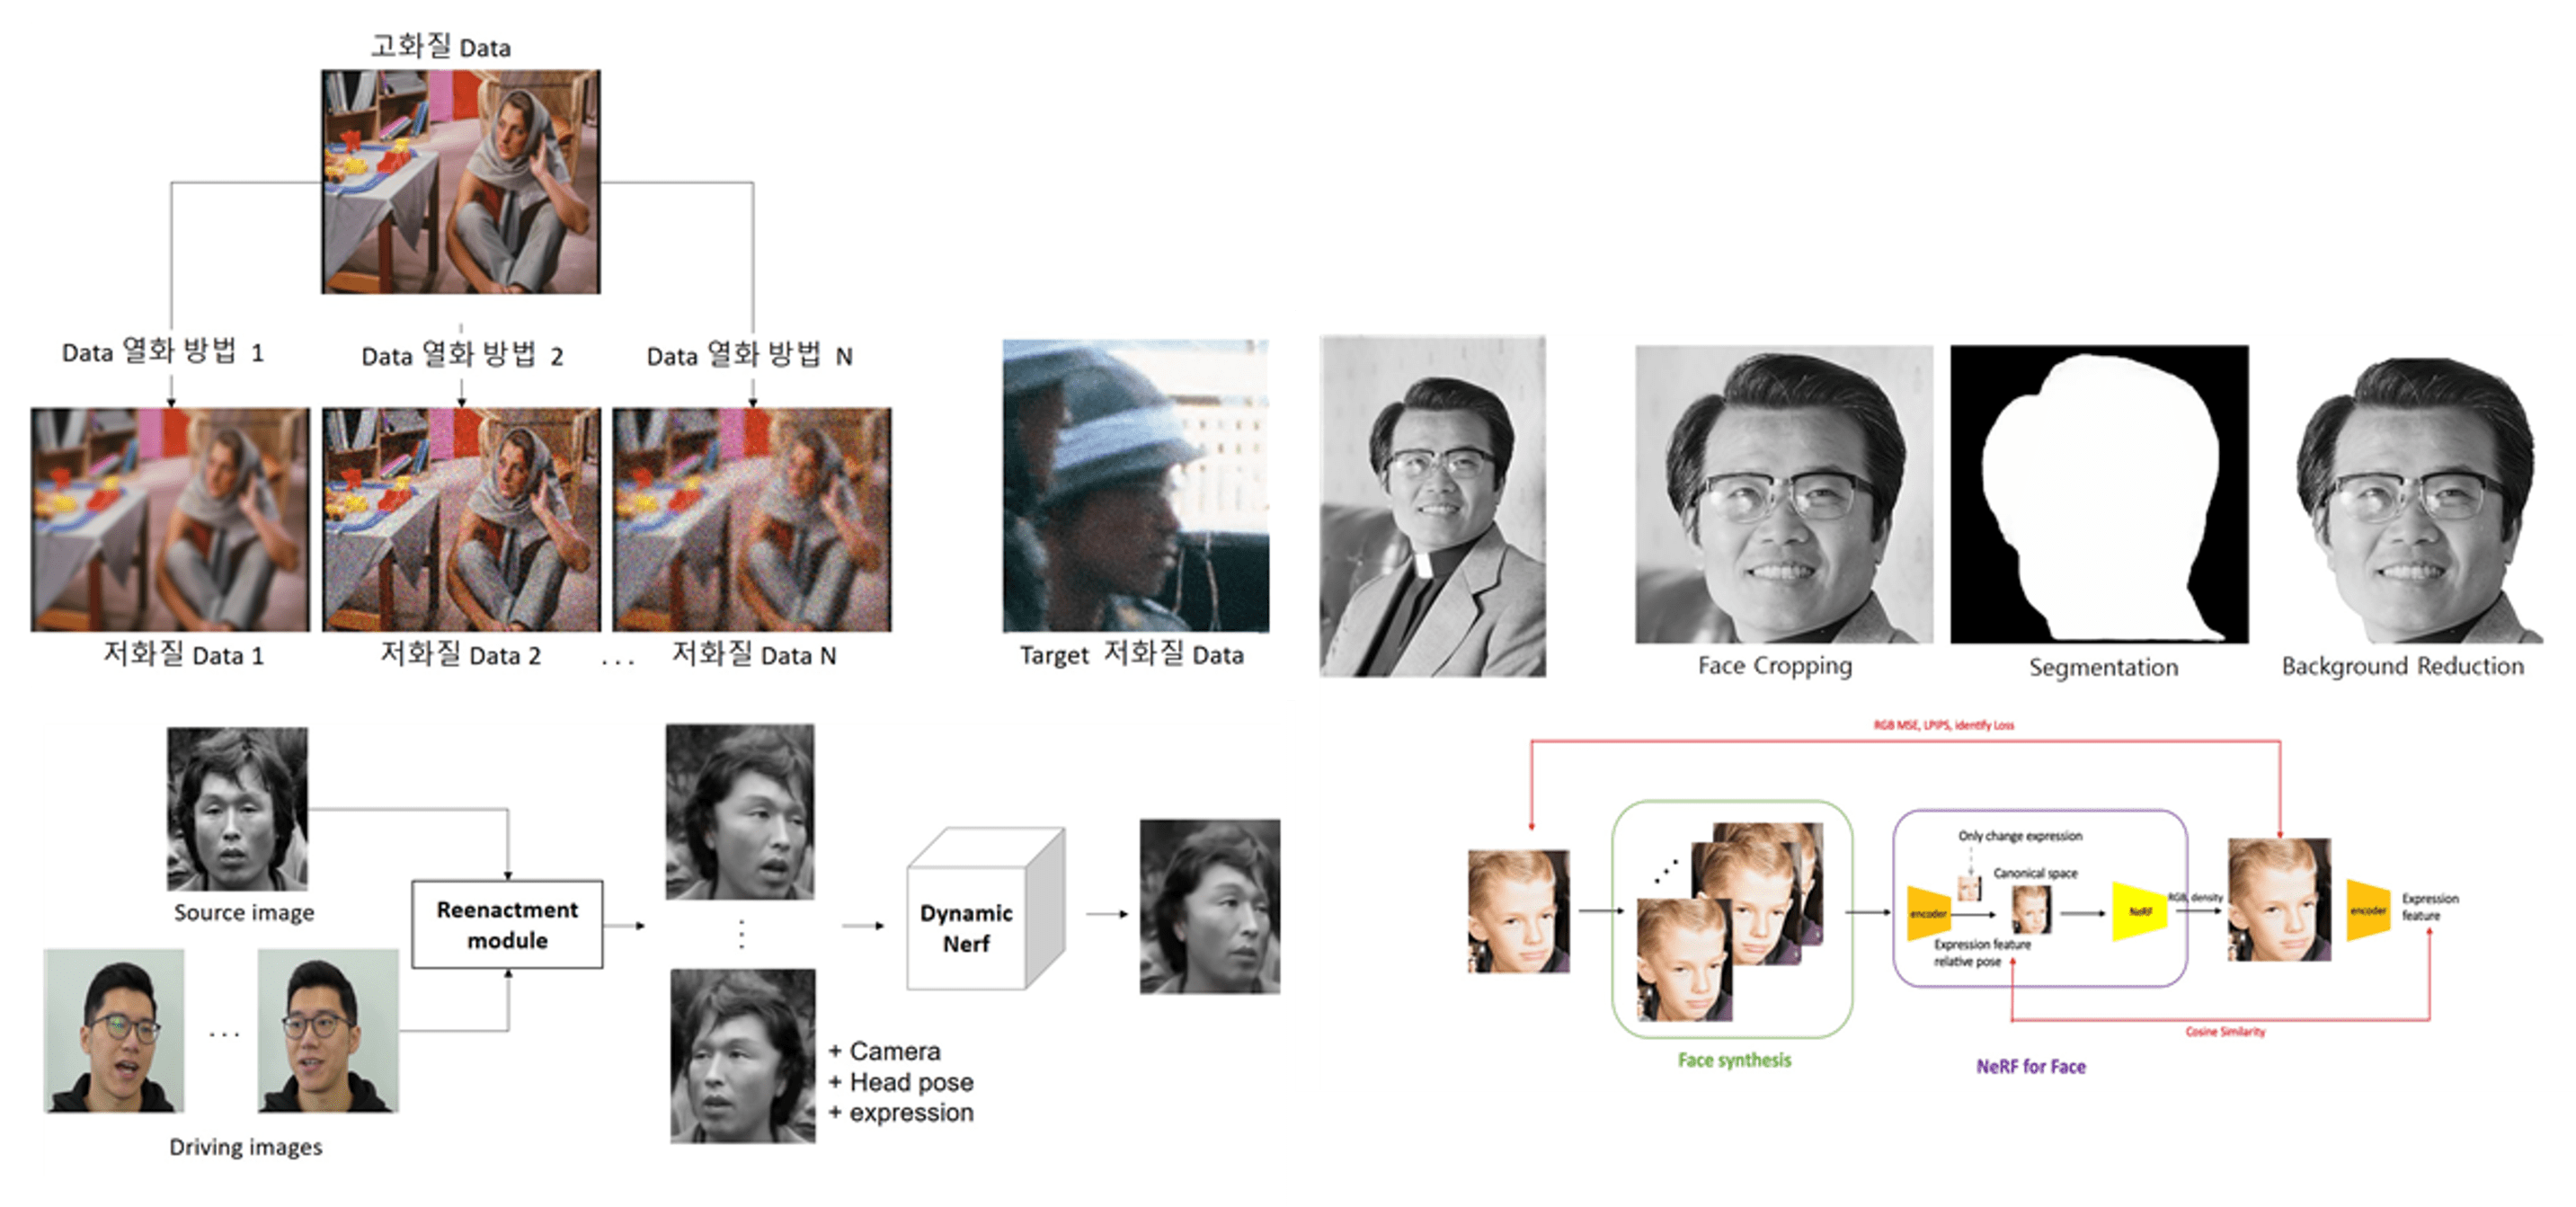 고화질 Data
Data 열화 방법 1
Data 열화 방법 2
Data 열화 방법 N
저화질 Data 1
저화질 Data 2
...
저화질 Data N
Target 저화질 Data
Face Cropping
Segmentation
Background Reduction
Source image
Driving images
...
Reenactment
module
+ Camera
+ Head pose
+ expression
Dynamic
Nerf
RGB MSE, LPIPS, identify Loss
Face synthesis
Only change expression
Canonical space
encoder
Expression feature
relative pose
NeRF
RGB, density
NeRF for Face
encoder
Expression
feature
Cosine Similarity